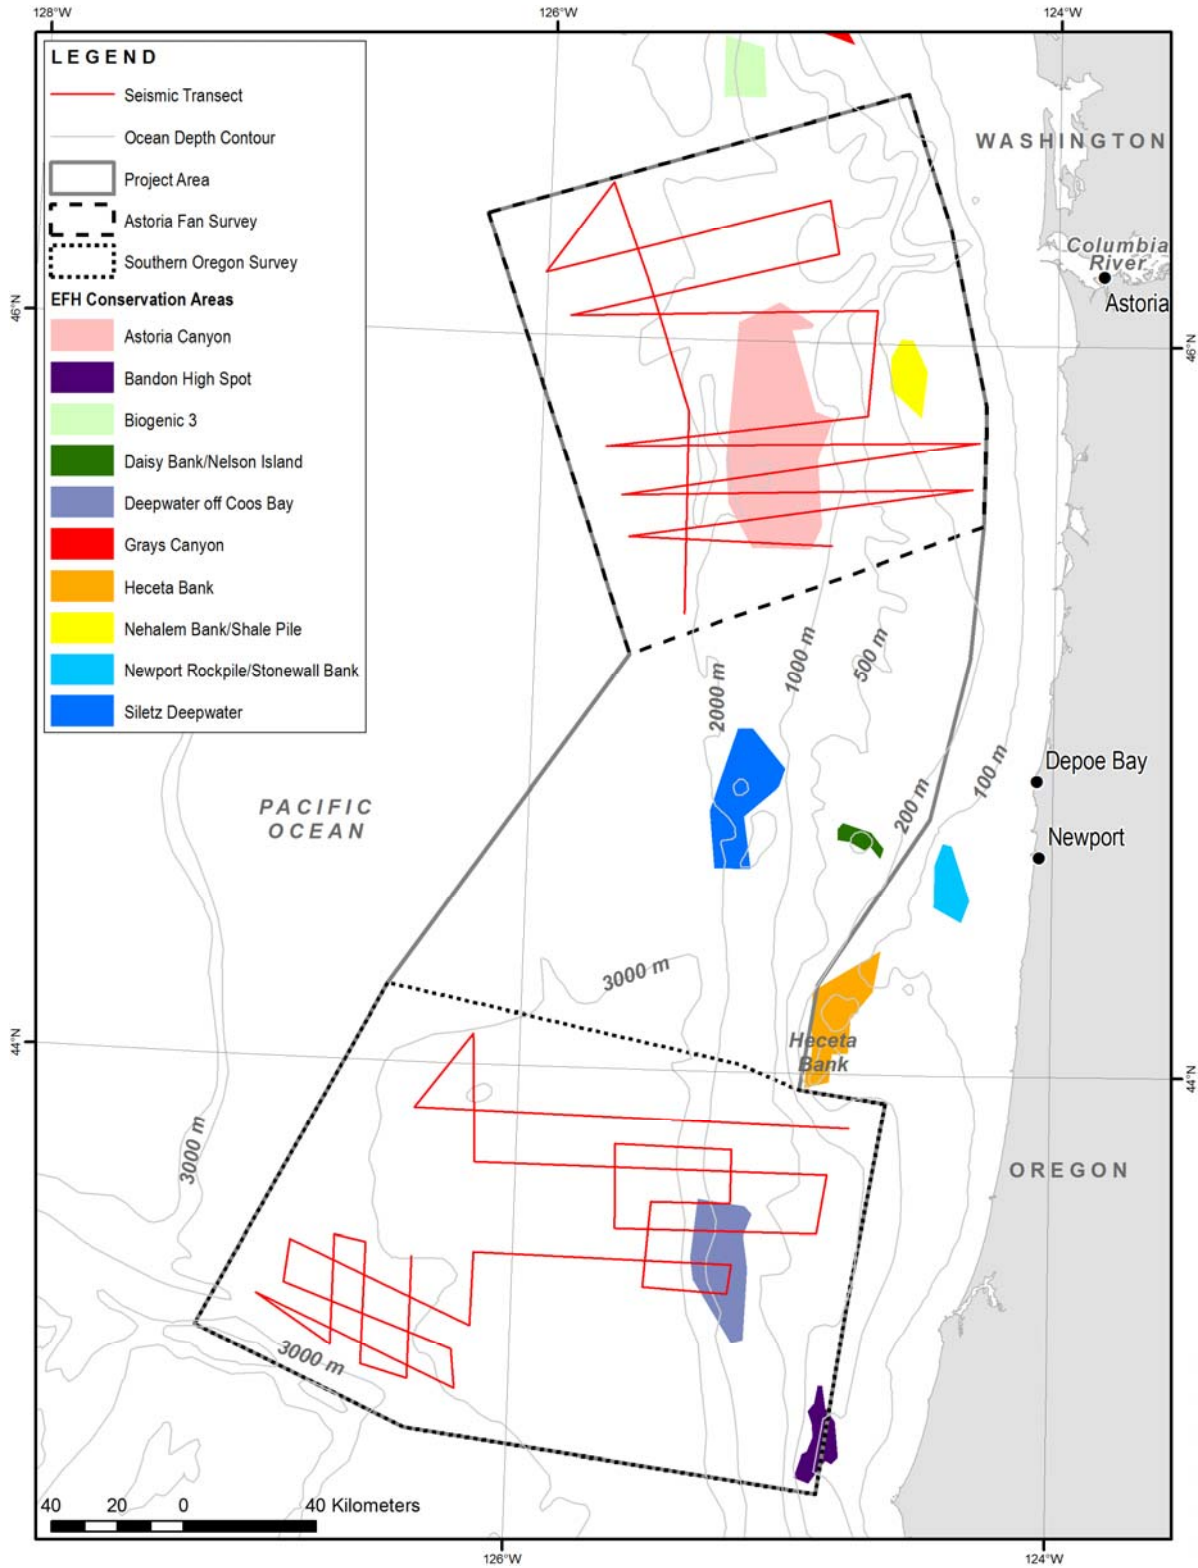 128°W
126°W
124°W
LEGEND
Seismic Transect
Ocean Depth Contour
Project Area
Astoria Fan Survey
Southern Oregon Survey
EFH Conservation Areas
Astoria Canyon
Bandon High Spot
Biogenic 3
Daisy Bank/Nelson Island
Deepwater off Coos Bay
Grays Canyon
Heceta Bank
Nehalem Bank/Shale Pile
Newport Rockpile/Stonewall Bank
Siletz Deepwater
WASHINGTON
Columbia
River
Astoria
46°N
46°N
1000 m
500 m
2000 m
100 m
200 m
Depoe Bay
Newport
PACIFIC
OCEAN
3000 m
Heceta
Bank
44°N
44°N
3000 m
OREGON
3000 m
40
20
0
40 Kilometers
126°W
124°W